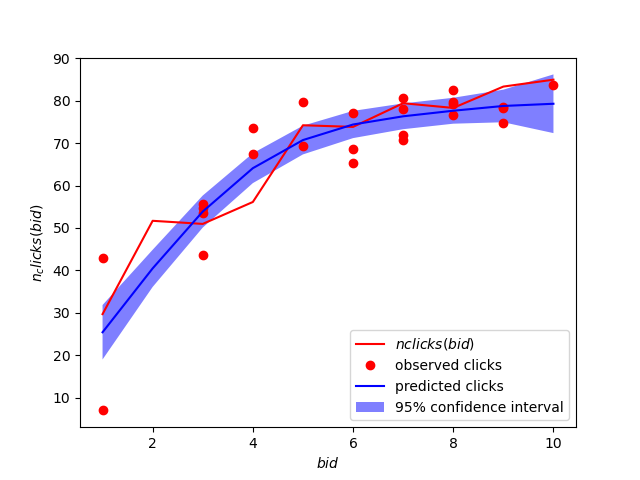 90
80
70
60
50
40
30
20
10
n_clicks(bid)
2
4
6
8
10
bid
nclicks(bid)
observed clicks
predicted clicks
95% confidence interval